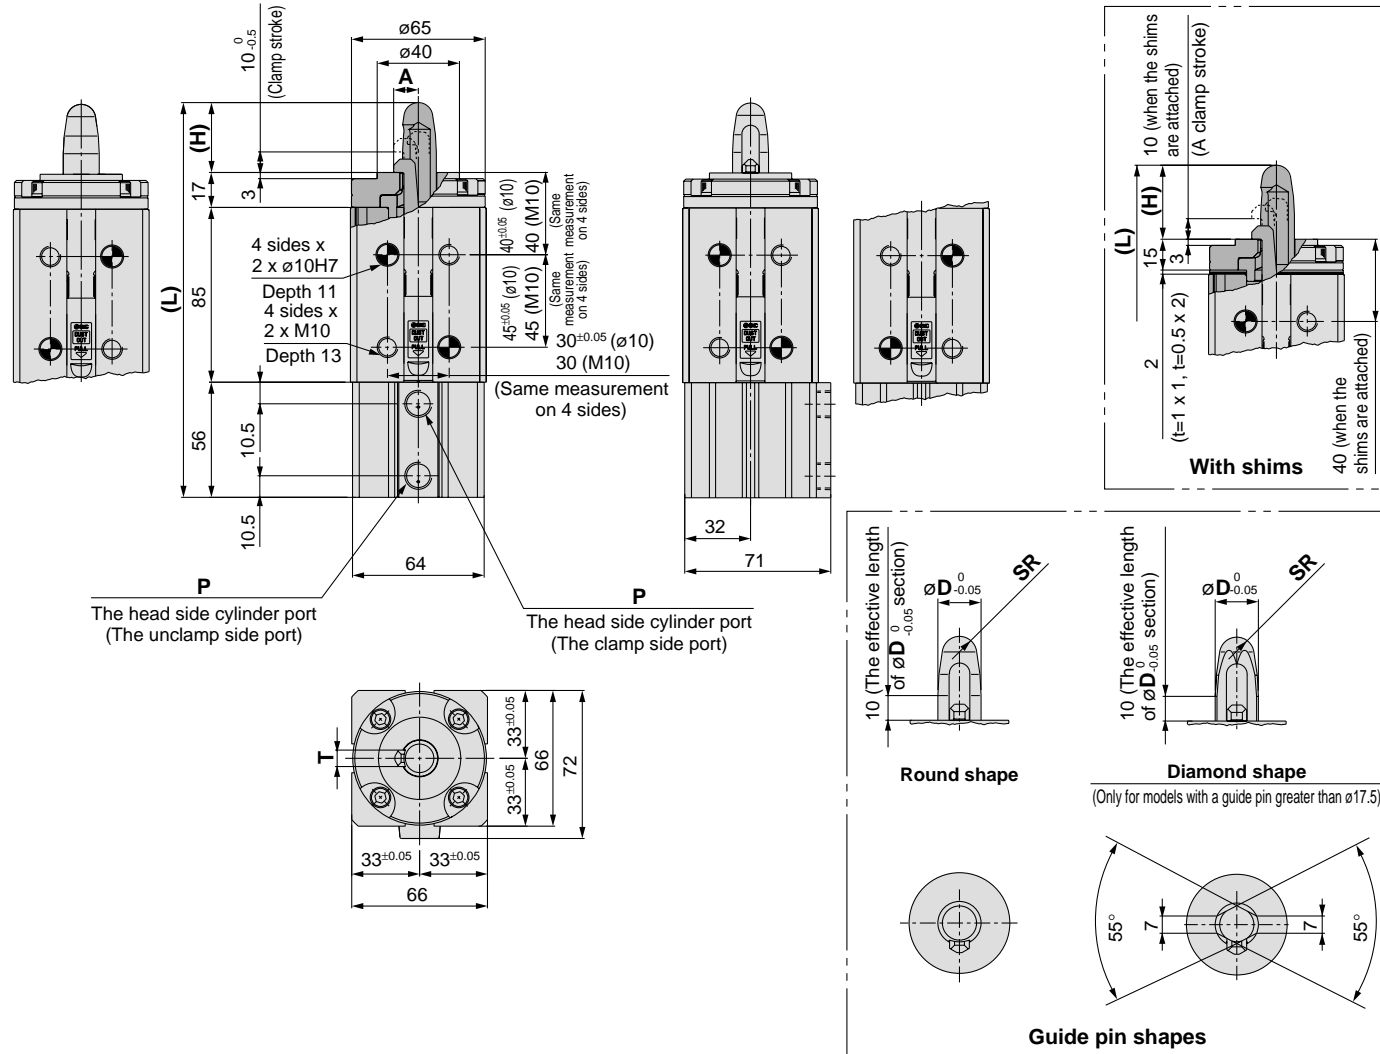 ø65
ø40
A
10 0 -0.5
(Clamp stroke)
(H)
17
3
(L)
85
56
10.5
10.5
4 sides x
2 x ø10H7
Depth 11
4 sides x
2 x M10
Depth 13
40±0.05 (ø10)
40 (M10)
(Same
measurement
on 4 sides)
45±0.05 (ø10)
45 (M10)
(Same
measurement
on 4 sides)
30±0.05 (ø10)
30 (M10)
(Same measurement
on 4 sides)
SMC
DUST
CUT
PULL
64
32
71
P
The head side cylinder port
(The unclamp side port)
P
The head side cylinder port
(The clamp side port)
T
33±0.05
33±0.05
66
72
33±0.05 33±0.05
66
10 (when the shims
are attached)
(A clamp stroke)
(H)
(L)
15
3
2
(t=1 x 1, t=0.5 x 2)
40 (when the
shims are attached)
With shims
10 (The effective length
of øD 0 -0.05 section)
øD 0 -0.05
SR
Round shape
10 (The effective length
of øD 0 -0.05 section)
øD 0 -0.05
SR
Diamond shape
(Only for models with a guide pin greater than ø17.5)
55°
7
7
55°
Guide pin shapes